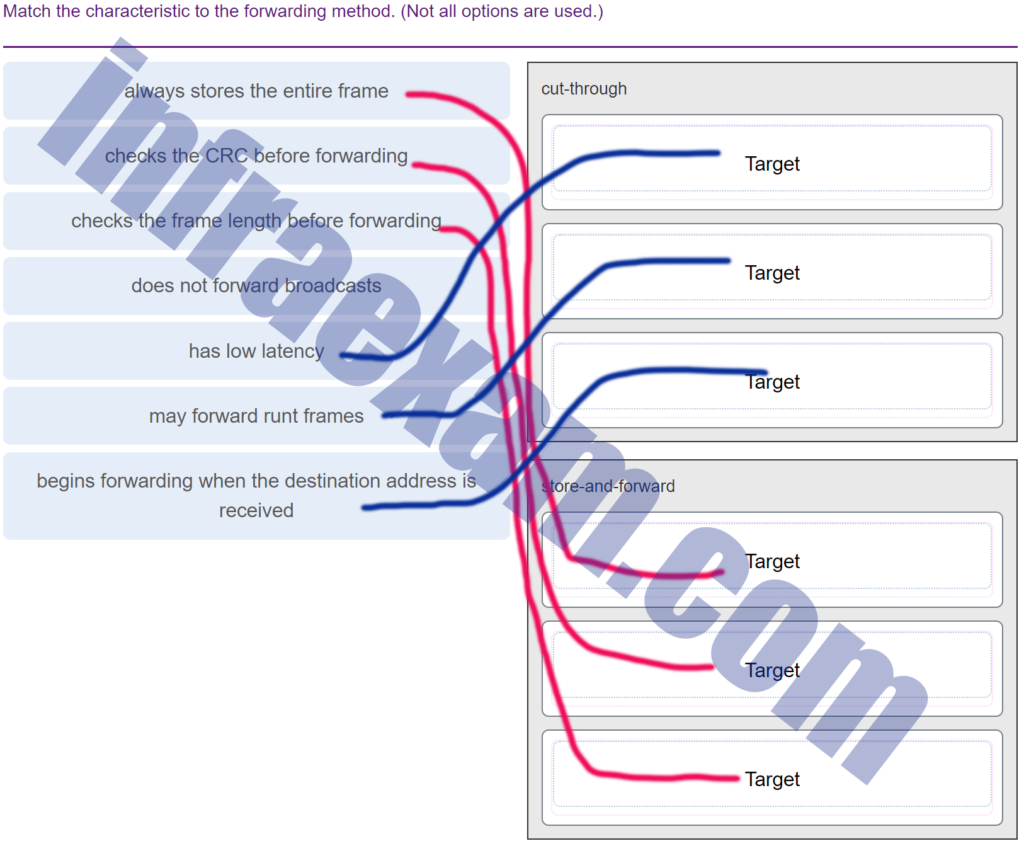 Match the characteristic to the forwarding method. (Not all options are used.)
always stores the entire frame
checks the CRC before forwarding
checks the frame length before forwarding
does not forward broadcasts
has low latency
may forward runt frames
begins forwarding when the destination address is
received
cut-through
Target
Target
Target
store-and-forward
Target
Target
Target
infraexam.com